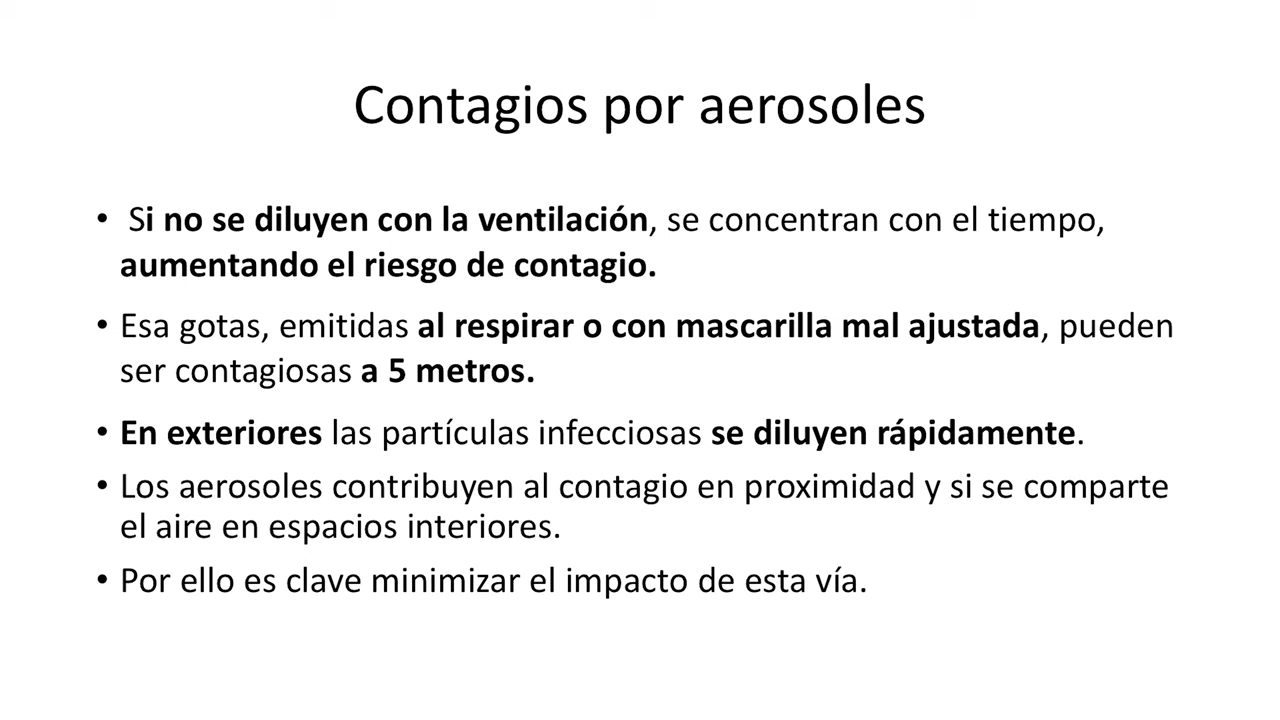 Contagios por aerosoles
• Si no se diluyen con la ventilación, se concentran con el tiempo,
aumentando el riesgo de contagio.
• Esa gotas, emitidas al respirar o con mascarilla mal ajustada, pueden
ser contagiosas a 5 metros.
• En exteriores las partículas infecciosas se diluyen rápidamente.
• Los aerosoles contribuyen al contagio en proximidad y si se comparte
el aire en espacios interiores.
• Por ello es clave minimizar el impacto de esta vía.